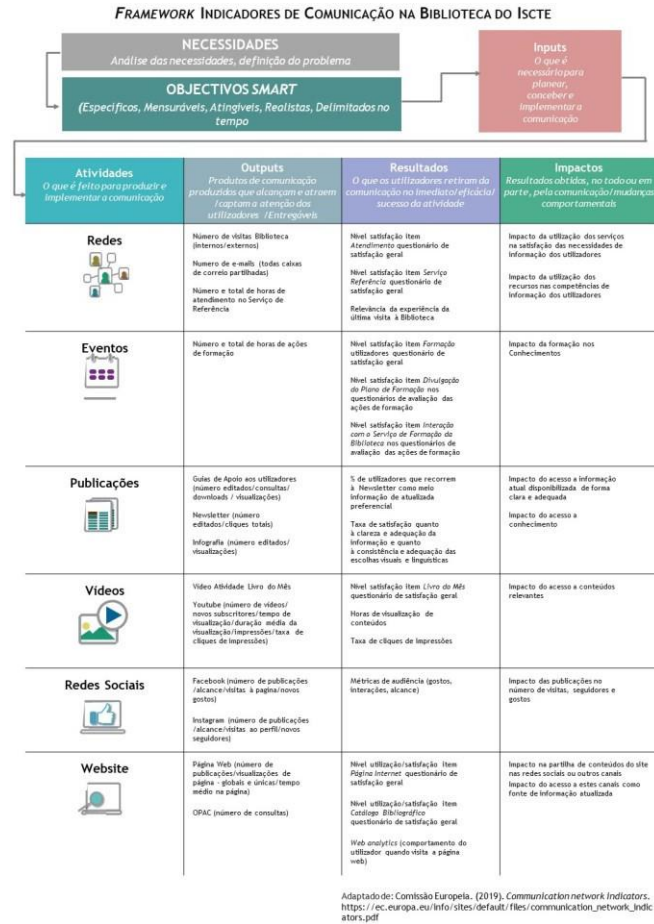 FRAMEWORK INDICADORES DE COMUNICAÇÃO NA BIBLIOTECA DO ISCTE
NECESSIDADES
Análise das necessidades, definição do problema
OBJECTIVOS SMART
(Específicos, Mensuráveis, Atingíveis, Realistas, Delimitados no
tempo
Inputs
O que é
necessário para
planear,
conceber e
implementar a
comunicação
Atividades
O que é feito para produzir e
implementar a comunicação
Outputs
Produtos de comunicação
produzidos que alcançam e atraem
/captam a atenção dos
utilizadores /Entregáveis
Resultados
O que os utilizadores retiram da
comunicação no imediato/eficácia/
sucesso da atividade
Impactos
Resultados obtidos, no todo ou em
parte, pela comunicação/mudanças
comportamentais
Redes
Número de visitas Biblioteca
(internos/externos)
Numero de e-mails (todas caixas
de correio partilhadas)
Número e total de horas de
atendimento no Serviço de
Referência
Nível satisfação item
Atendimento questionário de
satisfação geral
Nível satisfação item Serviço
Referência questionário de
satisfação geral
Relevância da experiência da
última visita à Biblioteca
Impacto da utilização dos serviços
na satisfação das necessidades de
informação dos utilizadores
Impacto da utilização dos
recursos nas competências de
informação dos utilizadores
Eventos
Número e total de horas de ações
de formação
Nível satisfação item Formação
utilizadores questionário de
satisfação geral
Nível satisfação item Divulgação
do Plano de Formação nos
questionários de avaliação das
ações de formação
Nível satisfação item Interação
com o Serviço de Formação da
Biblioteca nos questionários de
avaliação das ações de formação
Impacto da formação nos
Conhecimentos
Publicações
Guias de Apoio aos utilizadores
(número editados/consultas/
downloads / visualizações)
Newsletter (número
editados/cliques totais)
Infografia (número editados/
visualizações)
% de utilizadores que recorrem
à Newsletter como meio
informação de atualizada
preferencial
Taxa de satisfação quanto
à clareza e adequação da
informação e quanto
à consistência e adequação das
escolhas visuais e linguísticas
Impacto do acesso a informação
atual disponibilizada de forma
clara e adequada
Impacto do acesso a
conhecimento
Vídeos
Vídeo Atividade Livro do Mês
Youtube (número de vídeos/
novos subscritores/tempo de
visualização/duração média da
visualização/impressões/taxa de
cliques de impressões)
Nível satisfação item Livro do Mês
questionário de satisfação geral
Horas de visualização de
conteúdos
Taxa de cliques de impressões
Impacto do acesso a conteúdos
relevantes
Redes Sociais
Facebook (número de publicações
/alcance/visitas à pagina/novos
gostos)
Instagram (número de publicações
/alcance/visitas ao perfil/novos
seguidores)
Métricas de audiência (gostos,
interações, alcance)
Impacto das publicações no
número de visitas, seguidores e
gostos
Website
Página Web (número de
publicações/visualizações de
página - globais e únicas/tempo
médio na página)
OPAC (número de consultas)
Nível utilização/satisfação item
Página Internet questionário de
satisfação geral
Nível utilização/satisfação item
Catálogo Bibliográfico
questionário de satisfação geral
Web analytics (comportamento do
utilizador quando visita a página
web)
Impacto na partilha de conteúdos do site
nas redes sociais ou outros canais
Impacto do acesso a estes canais como
fonte de informação atualizada
Adaptado de: Comissão Europeia. (2019). Communication network Indicators.
https://ec.europa.eu/info/sites/default/files/communication_network_indic
ators.pdf